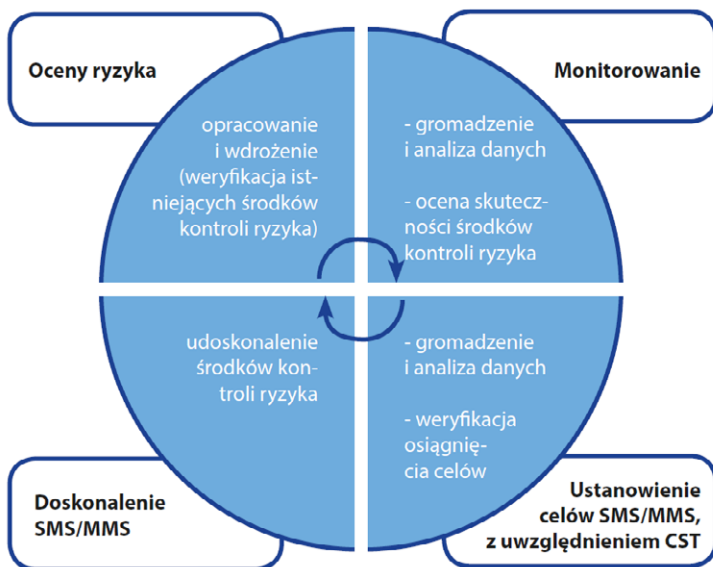 Oceny ryzyka
opracowanie
i wdrożenie
(weryfikacja ist-
niejących środków
kontroli ryzyka)
Monitorowanie
- gromadzenie
i analiza danych
- ocena skutecz-
ności środków
kontroli ryzyka
udoskonalenie
środków kon-
troli ryzyka
Doskonalenie
SMS/MMS
- gromadzenie
i analiza danych
- weryfikacja
osiągnię-
cia celów
Ustanowienie
celów SMS/MMS,
z uwzględnieniem CST